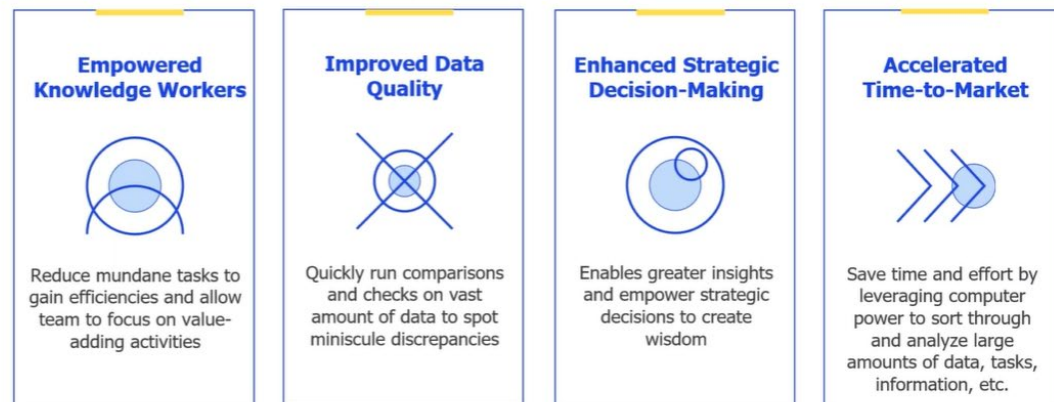 Empowered
Knowledge Workers
Reduce mundane tasks to
gain efficiencies and allow
team to focus on value-
adding activities
Improved Data
Quality
Quickly run comparisons
and checks on vast
amount of data to spot
miniscule discrepancies
Enhanced Strategic
Decision-Making
Enables greater insights
and empower strategic
decisions to create
wisdom
Accelerated
Time-to-Market
Save time and effort by
leveraging computer
power to sort through
and analyze large
amounts of data, tasks,
information, etc.